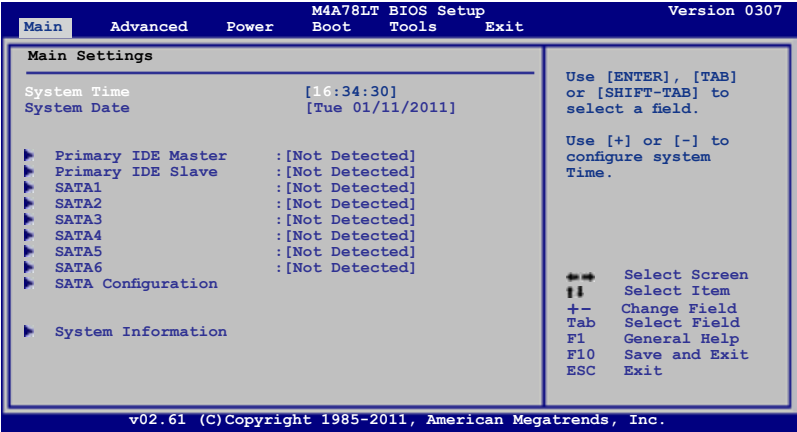 M4A78LT BIOS Setup Version 0307
Main Advanced Power Boot Tools Exit
Main Settings
System Time [16:34:30]
System Date [Tue 01/11/2011]
Primary IDE Master :[Not Detected]
Primary IDE Slave :[Not Detected]
SATA1 :[Not Detected]
SATA2 :[Not Detected]
SATA3 :[Not Detected]
SATA4 :[Not Detected]
SATA5 :[Not Detected]
SATA6 :[Not Detected]
SATA Configuration
System Information
Use [ENTER], [TAB]
or [SHIFT-TAB] to
select a field.
Use [+] or [-] to
configure system
Time.
←→ Select Screen
↑↓ Select Item
+- Change Field
Tab Select Field
F1 General Help
F10 Save and Exit
ESC Exit
v02.61 (C)Copyright 1985-2011, American Megatrends, Inc.